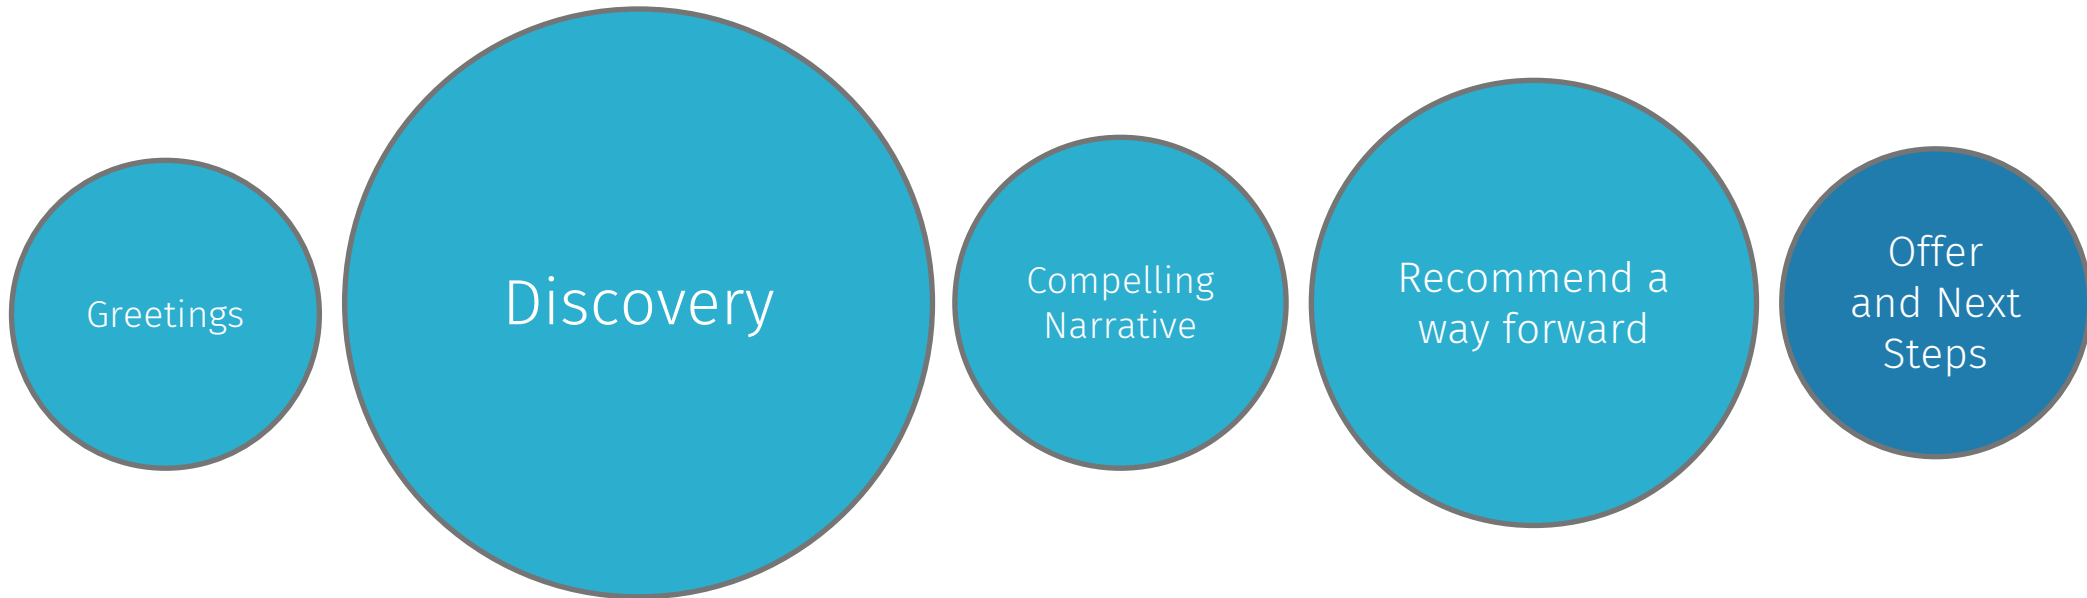 Greetings
Discovery
Compelling
Narrative
Recommend a
way forward
Offer
and Next
Steps